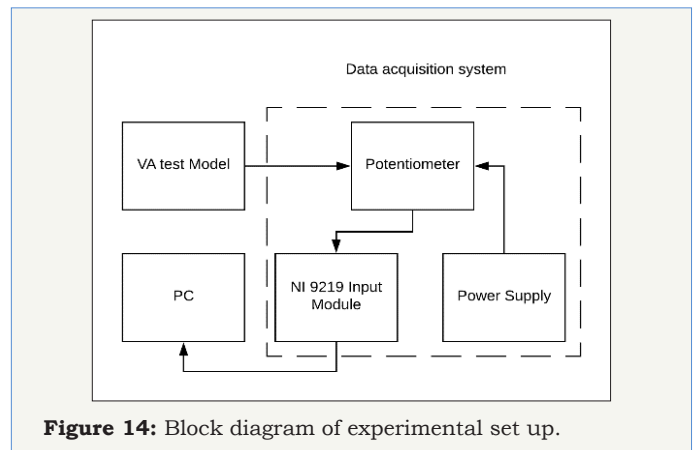 Data acquisition system
VA test Model
Potentiometer
PC
NI 9219 Input
Module
Power Supply
Figure 14: Block diagram of experimental set up.